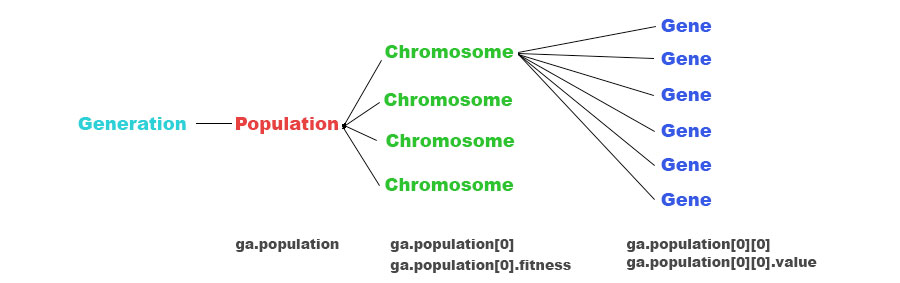 Generation
Population
Chromosome
Chromosome
Chromosome
Chromosome
Gene
Gene
Gene
Gene
Gene
Gene
ga.population
ga.population[0]
ga.population[0].fitness
ga.population[0][0]
ga.population[0][0].value